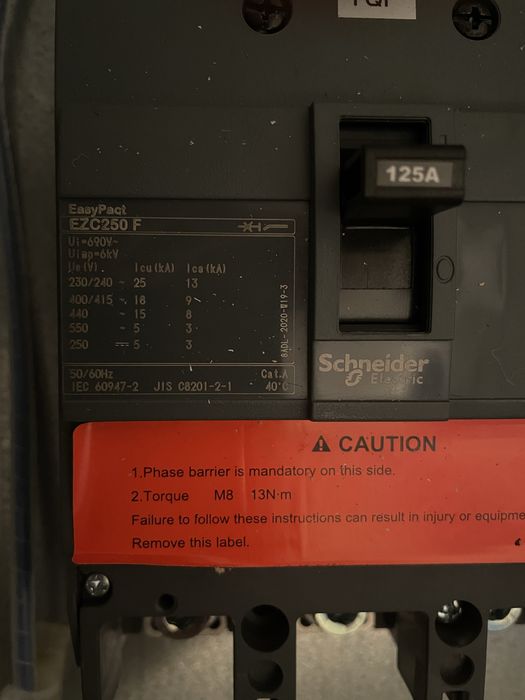 125A
I
EasyPact
EZC250 F
Ui=690V~
Uimp=6kV
Ue(V) Icu(kA) Ics(kA)
230/240 ~ 25 13
400/415 ~ 18 9
440 ~ 15 8
550 ~ 5 3
250 ⎓ 5 3
50/60Hz Cat.A
IEC 60947-2 JIS C8201-2-1 40°C
O
Schneider
Electric
CAUTION
1.Phase barrier is mandatory on this side.
2.Torque M8 13N·m
Failure to follow these instructions can result in injury or equipme
Remove this label.